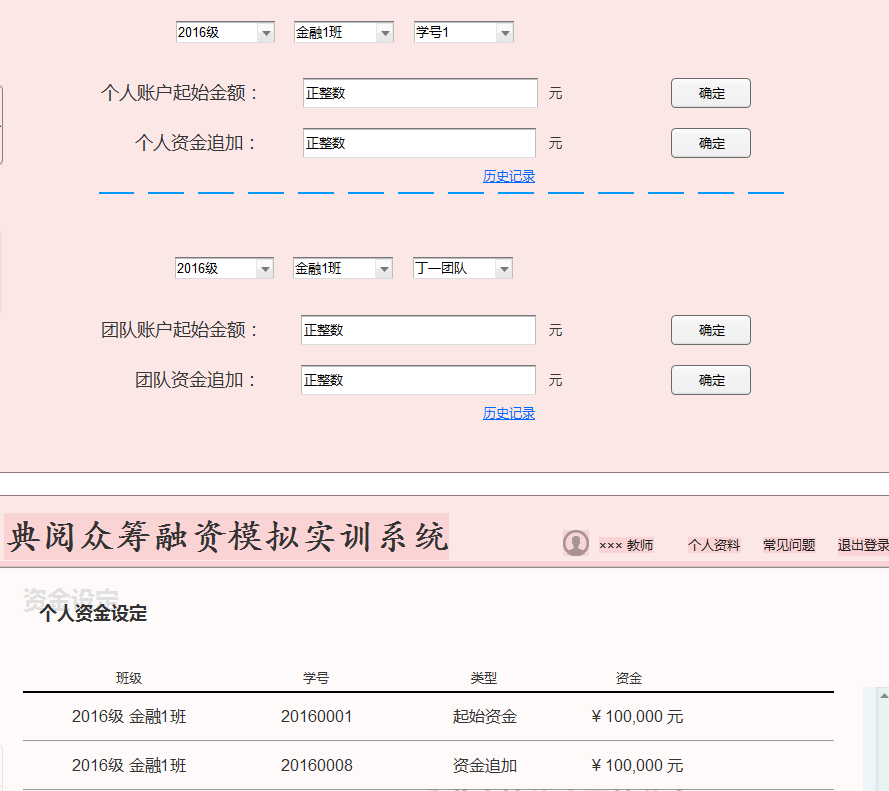 2016级 金融1班 学号1
个人账户起始金额： 正整数 元 确定
个人资金追加： 正整数 元 确定
历史记录
2016级 金融1班 丁一团队
团队账户起始金额： 正整数 元 确定
团队资金追加： 正整数 元 确定
历史记录
典阅众筹融资模拟实训系统
××× 教师 个人资料 常见问题 退出登录
资金设定
个人资金设定
班级 学号 类型 资金
2016级 金融1班 20160001 起始资金 ¥ 100,000 元
2016级 金融1班 20160008 资金追加 ¥ 100,000 元